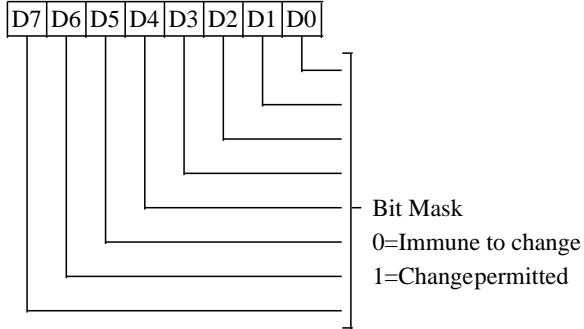 D7 D6 D5 D4 D3 D2 D1 D0
Bit Mask
0=Immune to change
1=Changepermitted